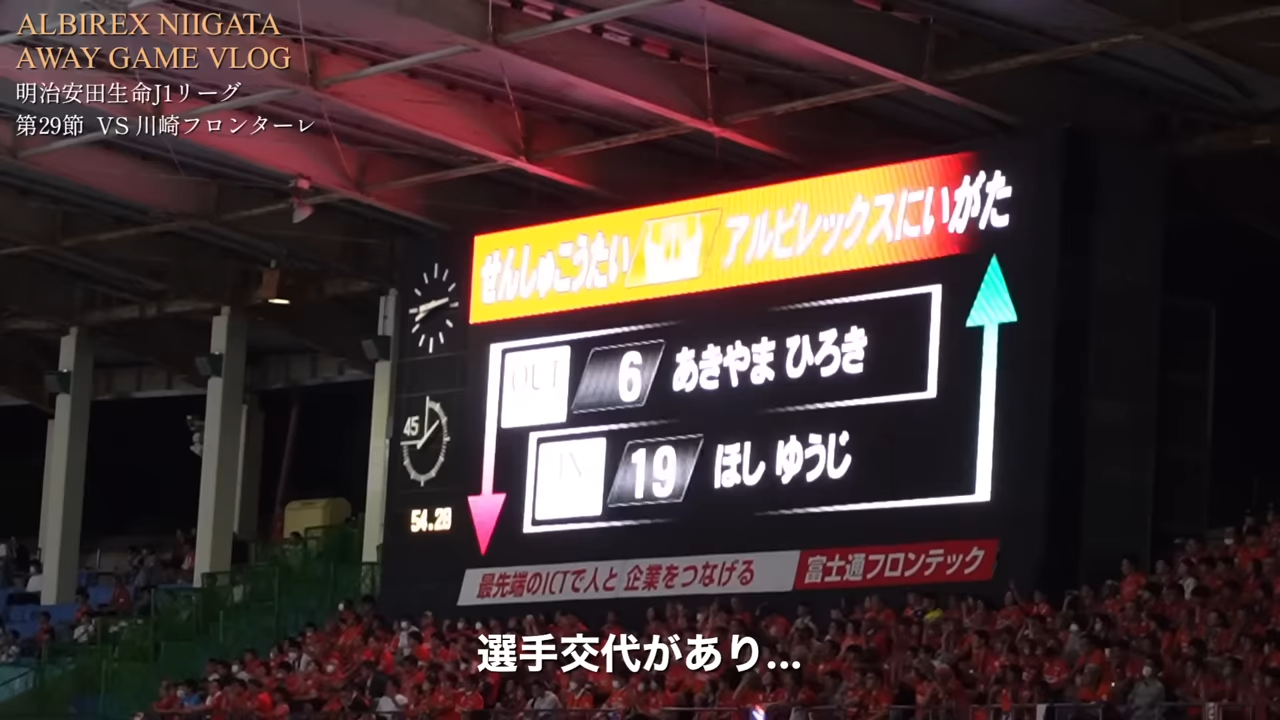 ALBIREX NIIGATA
AWAY GAME VLOG
明治安田生命J1リーグ
第29節 VS 川崎フロンターレ
せんしゅこうたい アルビレックスにいがた
OUT 6 あきやま ひろき
IN 19 ほし ゆうじ
45
54.20
最先端のICTで人と 企業をつなげる 富士通フロンテック
選手交代があり...